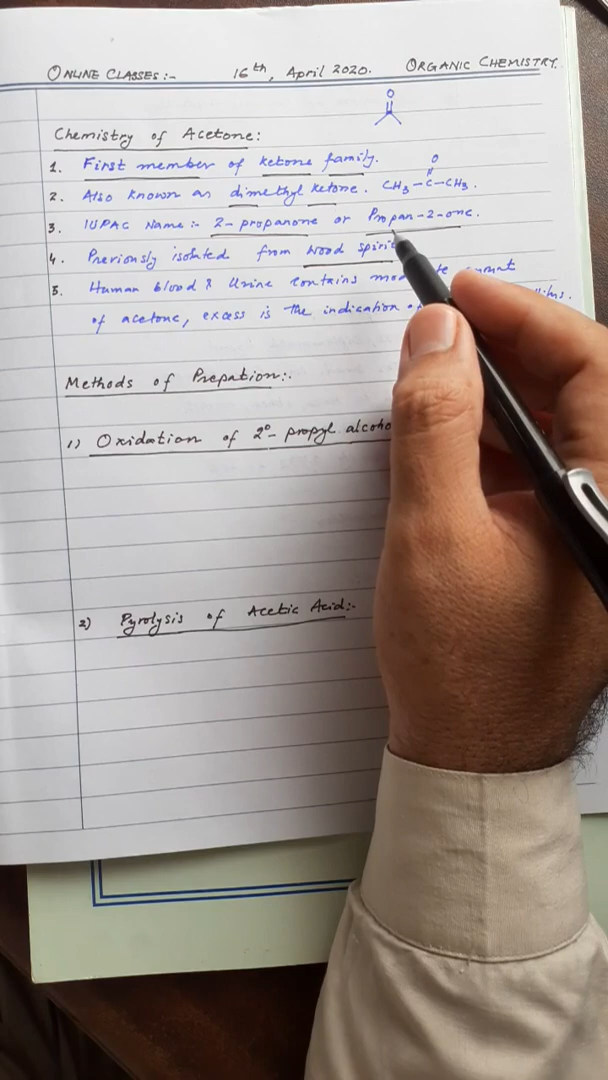 ONLINE CLASSES:- 16th, April 2020. ORGANIC CHEMISTRY.
O
Chemistry of Acetone:
1. First member of ketone family.
O
2. Also known as dimethyl ketone. CH3-C-CH3.
3. IUPAC Name:- 2-propanone or Propan-2-one.
4. Previously isolated from wood spirit
5. Human blood & Urine contains
of acetone, excess is the indication
Methods of Prepation:-
1) Oxidation of 2°- propyl alcoho
2) Pyrolysis of Acetic Acid:-